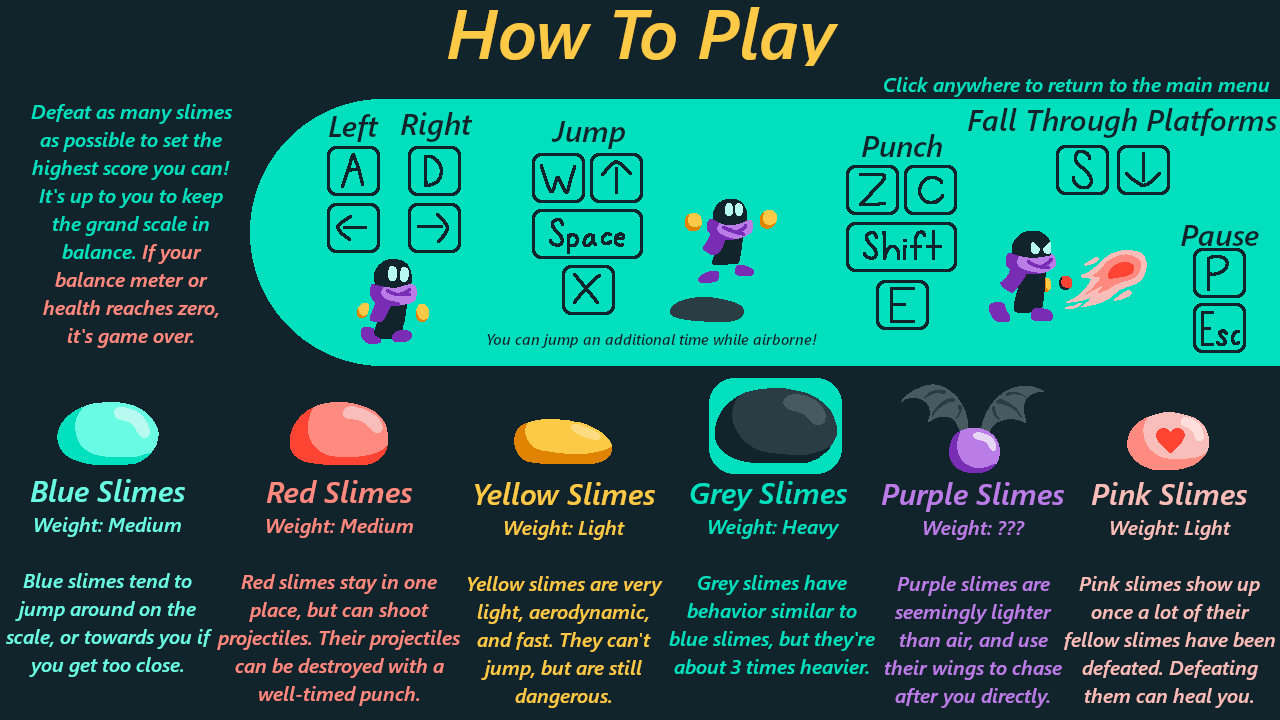 How To Play
Click anywhere to return to the main menu
Defeat as many slimes
as possible to set the
highest score you can!
It's up to you to keep
the grand scale in
balance. If your
balance meter or
health reaches zero,
it's game over.
Left
A
←
Right
D
→
Jump
W ↑
Space
X
You can jump an additional time while airborne!
Punch
Z C
Shift
E
Fall Through Platforms
S ↓
Pause
P
Esc
Blue Slimes
Weight: Medium
Blue slimes tend to
jump around on the
scale, or towards you if
you get too close.
Red Slimes
Weight: Medium
Red slimes stay in one
place, but can shoot
projectiles. Their projectiles
can be destroyed with a
well-timed punch.
Yellow Slimes
Weight: Light
Yellow slimes are very
light, aerodynamic,
and fast. They can't
jump, but are still
dangerous.
Grey Slimes
Weight: Heavy
Grey slimes have
behavior similar to
blue slimes, but they're
about 3 times heavier.
Purple Slimes
Weight: ???
Purple slimes are
seemingly lighter
than air, and use
their wings to chase
after you directly.
Pink Slimes
Weight: Light
Pink slimes show up
once a lot of their
fellow slimes have been
defeated. Defeating
them can heal you.